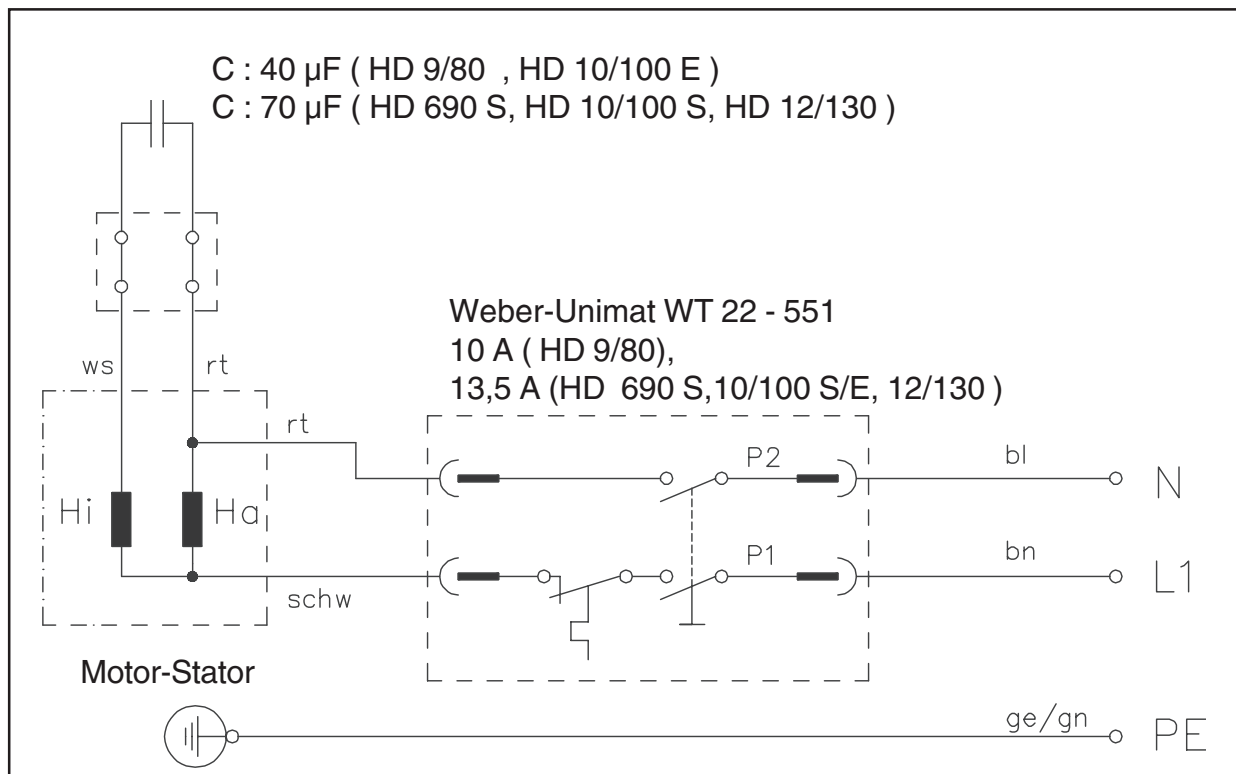 C : 40 µF ( HD 9/80 , HD 10/100 E )
C : 70 µF ( HD 690 S, HD 10/100 S, HD 12/130 )
Weber-Unimat WT 22 - 551
10 A ( HD 9/80),
13,5 A (HD 690 S,10/100 S/E, 12/130 )
ws
rt
rt
P2
bl
N
Hi
Ha
P1
bn
L1
schw
Motor-Stator
ge/gn
PE